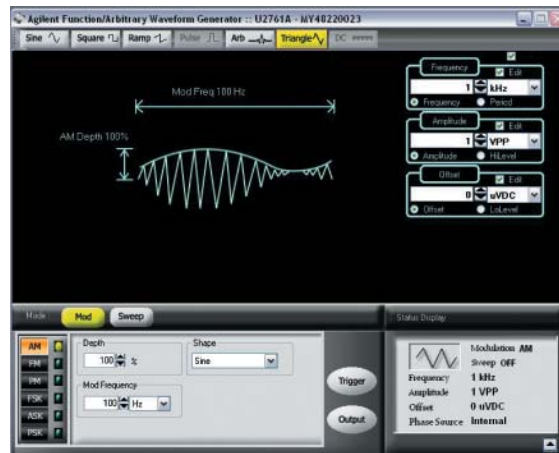 Agilent Function/Arbitrary Waveform Generator :: U2761A - MY48220023
Sine Square Ramp Pulse Arb Triangle DC
Mod Freq 100 Hz
AM Depth 100%
Frequency
Edit
1 kHz
Frequency Period
Amplitude
Edit
1 VPP
Amplitude HiLevel
Offset
Edit
0 uVDC
Offset LoLevel
Mode Mod Sweep
AM
FM
PM
FSK
ASK
PSK
Depth
100 %
Mod Frequency
100 Hz
Shape
Sine
Trigger
Output
Status Display
Modulation AM
Sweep OFF
Frequency 1 kHz
Amplitude 1 VPP
Offset 0 uVDC
Phase Source Internal